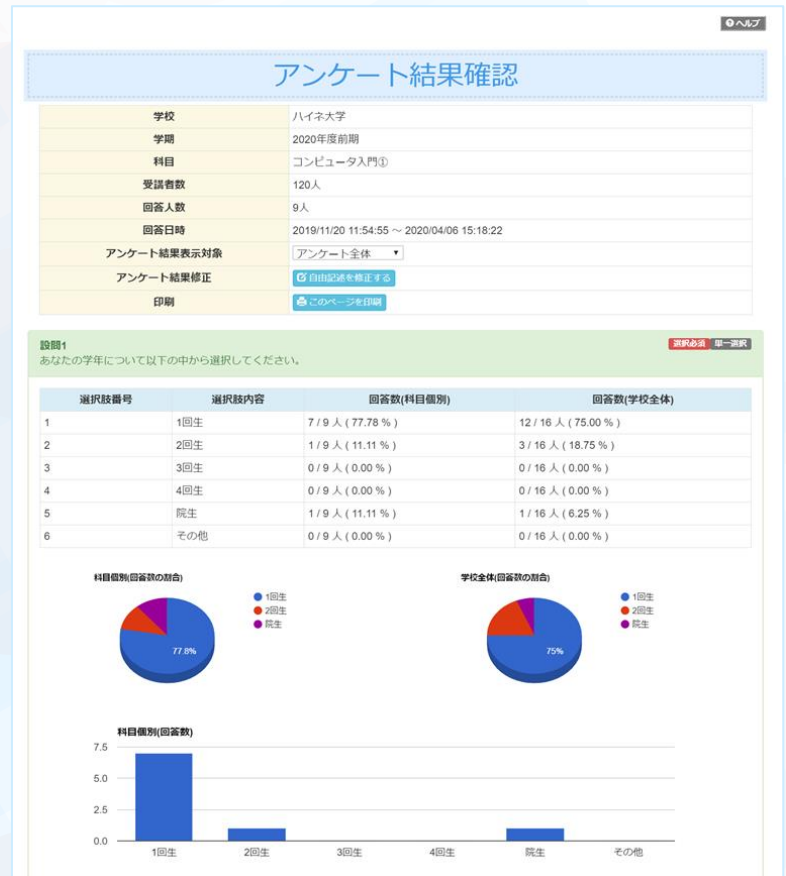 ヘルプ
アンケート結果確認
学校 ハイネ大学
学期 2020年度前期
科目 コンピュータ入門①
受講者数 120人
回答人数 9人
回答日時 2019/11/20 11:54:55 ～ 2020/04/06 15:18:22
アンケート結果表示対象 アンケート全体
アンケート結果修正 自由記述を修正する
印刷 このページを印刷
設問1 選択必須 単一選択
あなたの学年について以下の中から選択してください。
選択肢番号 選択肢内容 回答数(科目個別) 回答数(学校全体)
1 1回生 7 / 9 人 ( 77.78 % ) 12 / 16 人 ( 75.00 % )
2 2回生 1 / 9 人 ( 11.11 % ) 3 / 16 人 ( 18.75 % )
3 3回生 0 / 9 人 ( 0.00 % ) 0 / 16 人 ( 0.00 % )
4 4回生 0 / 9 人 ( 0.00 % ) 0 / 16 人 ( 0.00 % )
5 院生 1 / 9 人 ( 11.11 % ) 1 / 16 人 ( 6.25 % )
6 その他 0 / 9 人 ( 0.00 % ) 0 / 16 人 ( 0.00 % )
科目個別(回答数の割合) 学校全体(回答数の割合)
1回生 1回生
2回生 2回生
院生 院生
77.8% 75%
科目個別(回答数)
7.5
5.0
2.5
0.0
1回生 2回生 3回生 4回生 院生 その他